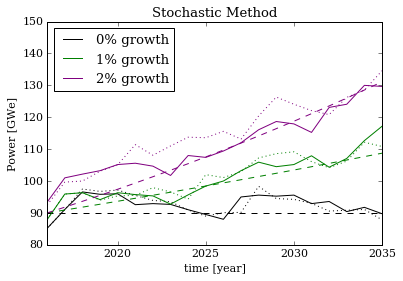 Stochastic Method
0% growth
1% growth
2% growth
Power [GWe]
150
140
130
120
110
100
90
80
2020
2025
2030
2035
time [year]